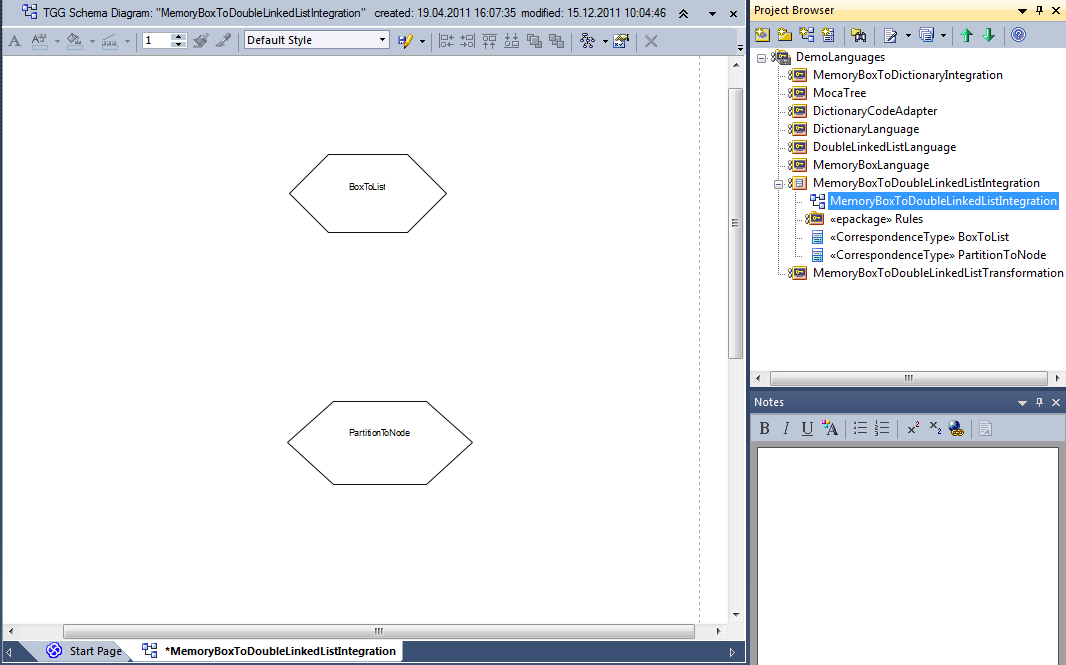 TGG Schema Diagram: "MemoryBoxToDoubleLinkedListIntegration" created: 19.04.2011 16:07:35 modified: 15.12.2011 10:04:46
1
Default Style
BoxToList
PartitionToNode
Start Page
*MemoryBoxToDoubleLinkedListIntegration
Project Browser
DemoLanguages
MemoryBoxToDictionaryIntegration
MocaTree
DictionaryCodeAdapter
DictionaryLanguage
DoubleLinkedListLanguage
MemoryBoxLanguage
MemoryBoxToDoubleLinkedListIntegration
MemoryBoxToDoubleLinkedListIntegration
«epackage» Rules
«CorrespondenceType» BoxToList
«CorrespondenceType» PartitionToNode
MemoryBoxToDoubleLinkedListTransformation
Notes